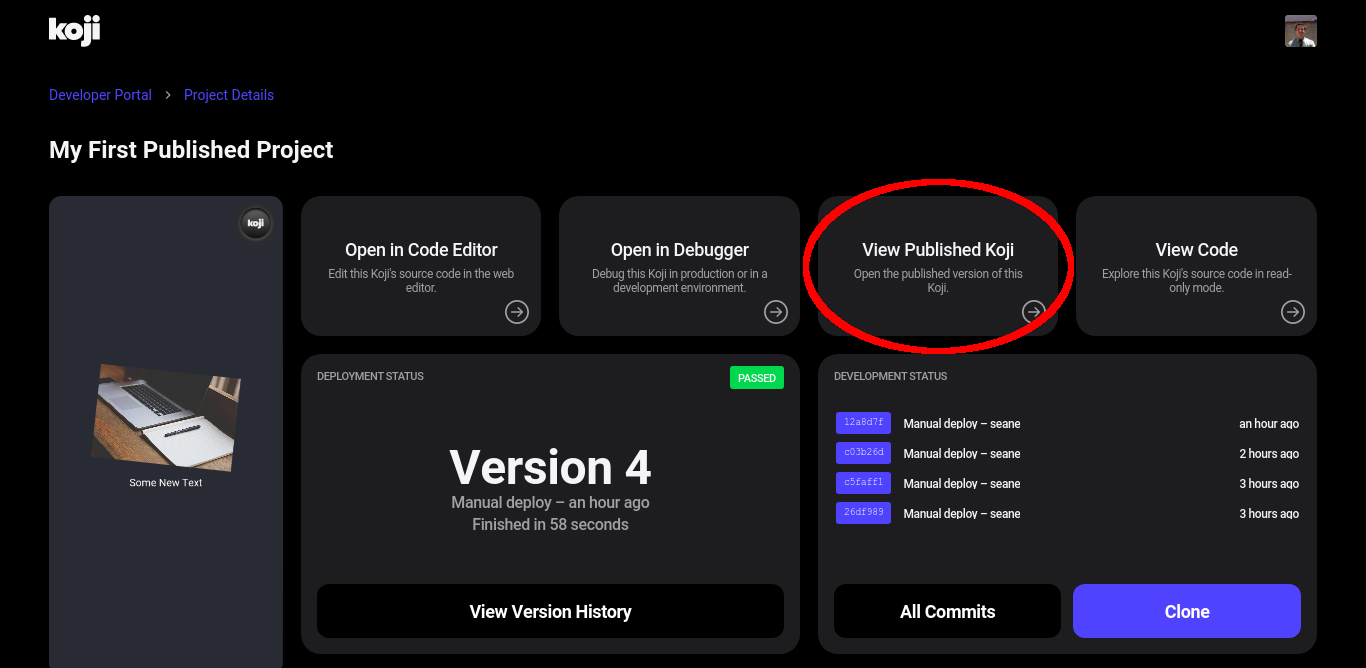 koji
Developer Portal > Project Details
My First Published Project
koji
Some New Text
Open in Code Editor
Edit this Koji's source code in the web
editor.
Open in Debugger
Debug this Koji in production or in a
development environment.
View Published Koji
Open the published version of this
Koji.
View Code
Explore this Koji's source code in read-
only mode.
DEPLOYMENT STATUS
PASSED
Version 4
Manual deploy – an hour ago
Finished in 58 seconds
View Version History
DEVELOPMENT STATUS
12a8d7f Manual deploy – seane an hour ago
c03b26d Manual deploy – seane 2 hours ago
c5faff1 Manual deploy – seane 3 hours ago
26df989 Manual deploy – seane 3 hours ago
All Commits
Clone